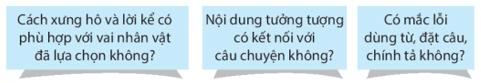 Cách xưng hô và lời kể có
phù hợp với vai nhân vật
đã lựa chọn không?
Nội dung tưởng tượng
có kết nối với
câu chuyện không?
Có mắc lỗi
dùng từ, đặt câu,
chính tả không?